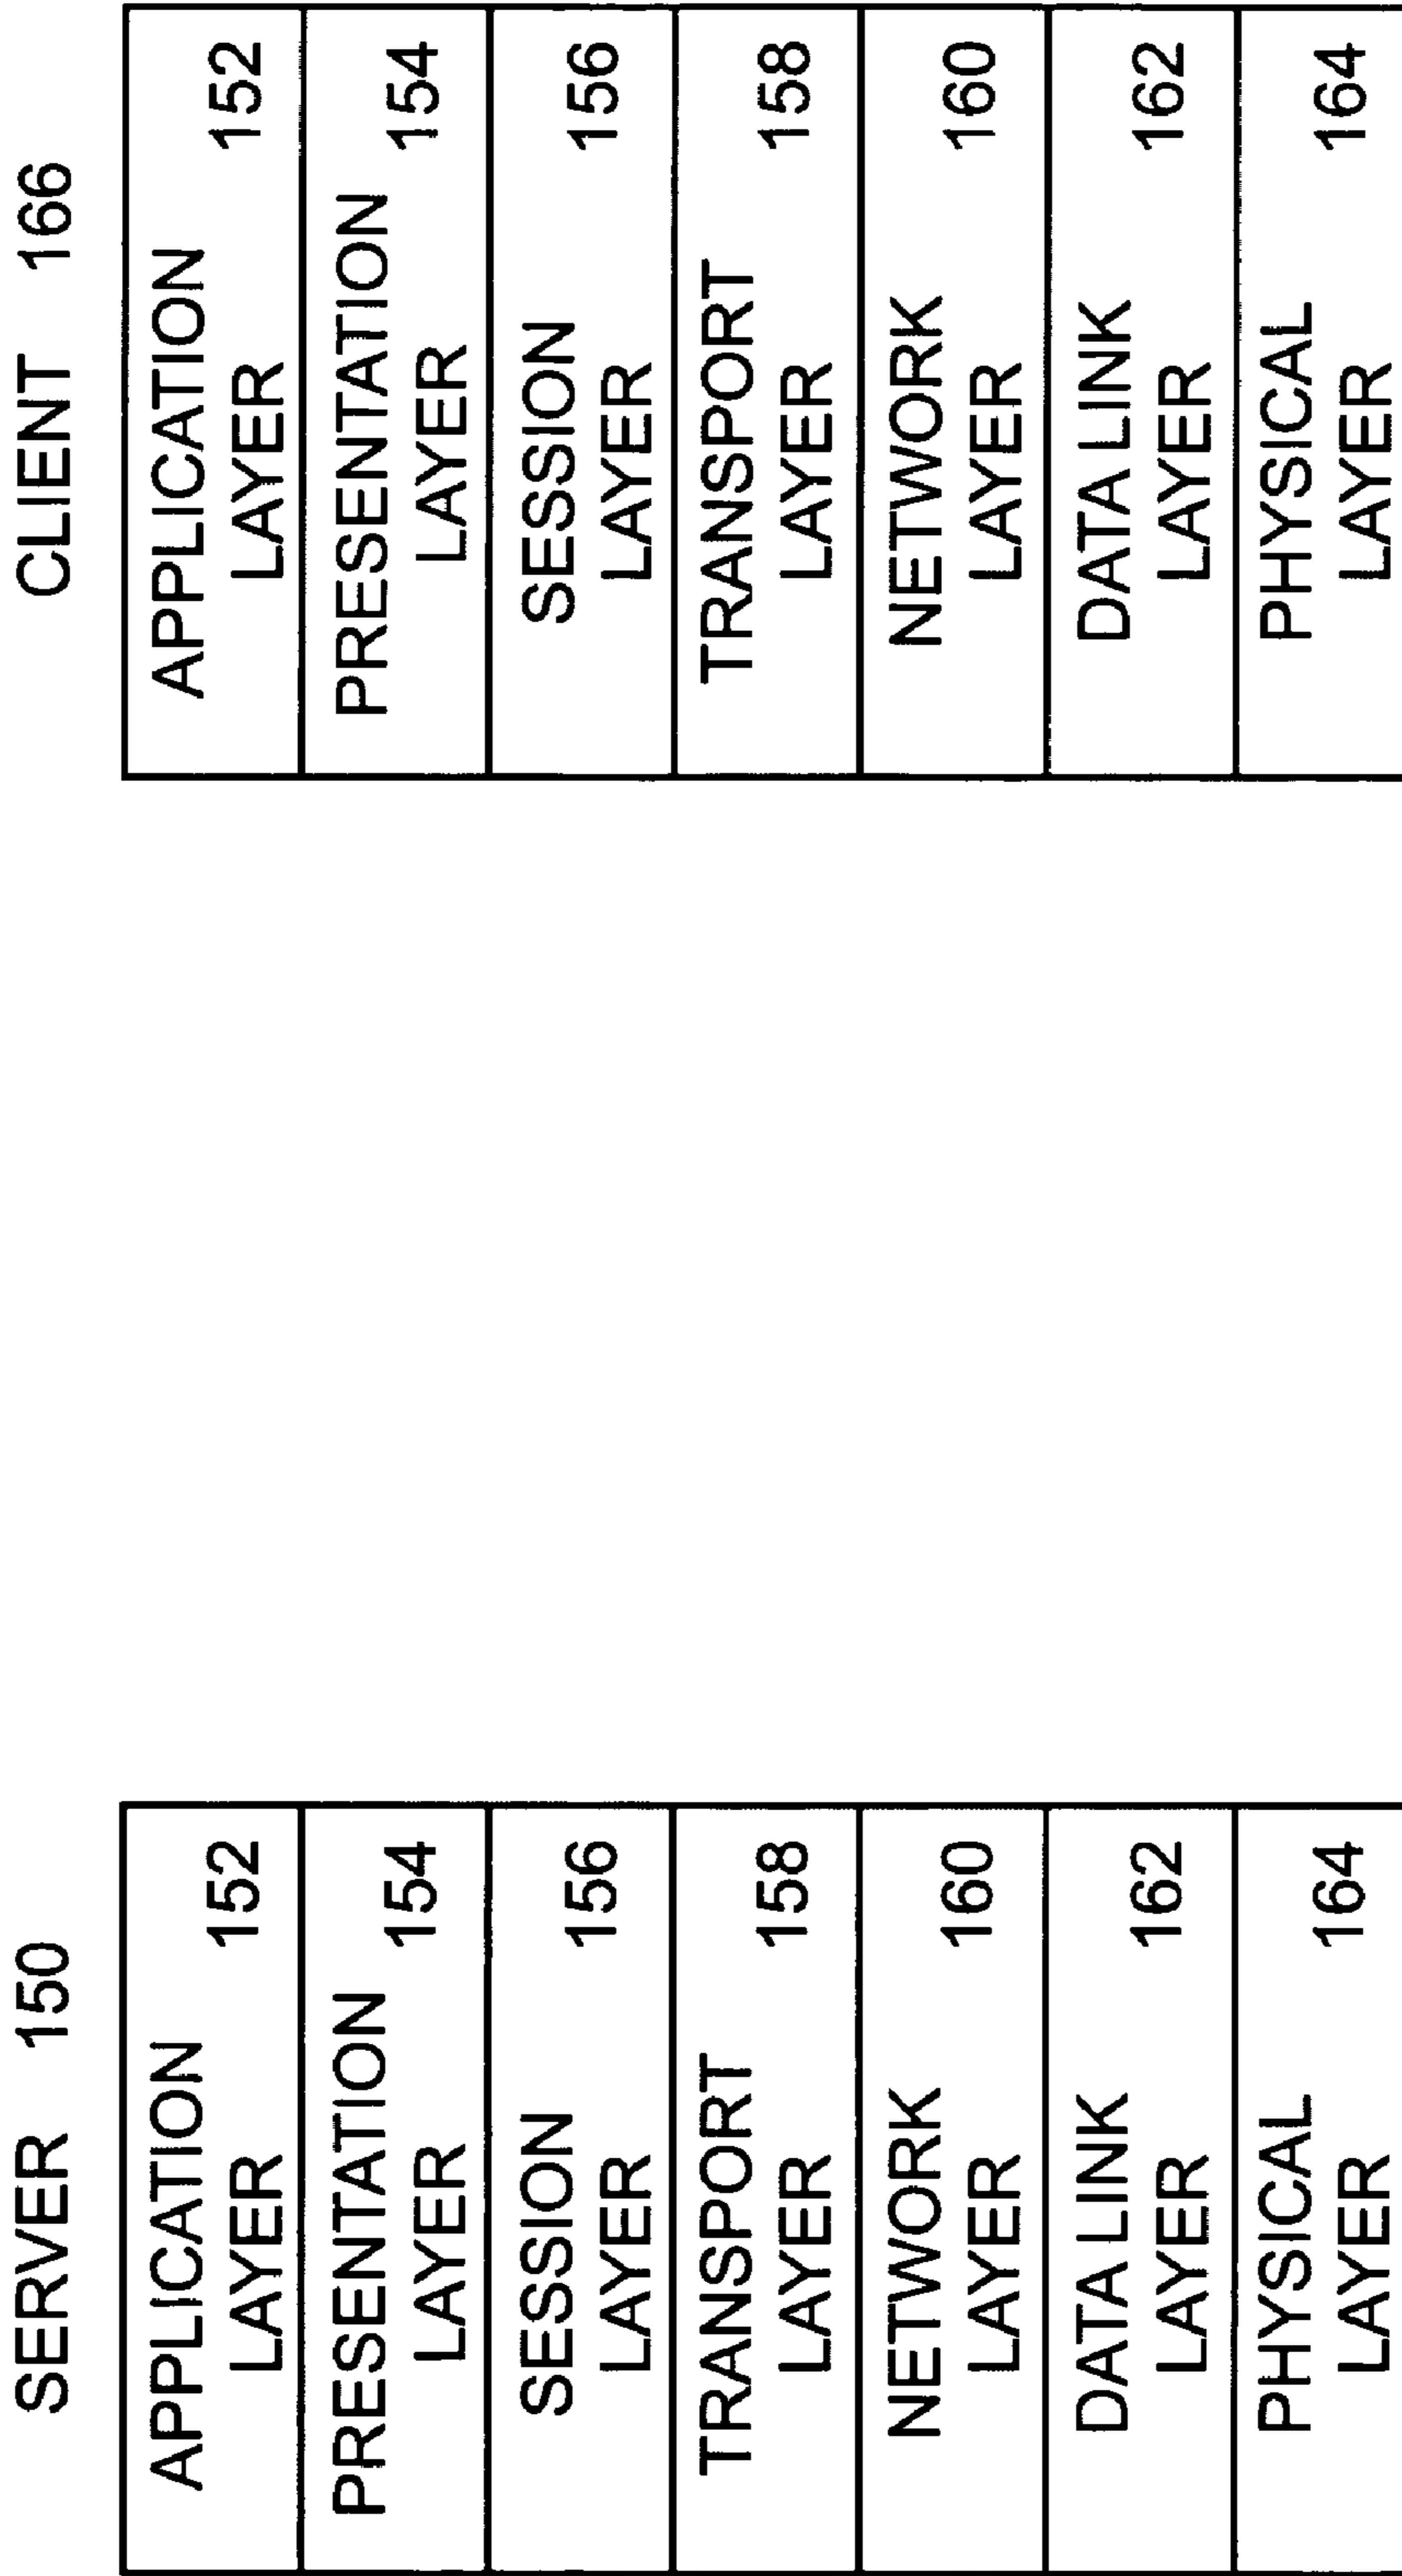 SERVER 150
APPLICATION
LAYER 152
PRESENTATION
LAYER 154
SESSION
LAYER 156
TRANSPORT
LAYER 158
NETWORK
LAYER 160
DATA LINK
LAYER 162
PHYSICAL
LAYER 164
CLIENT 166
APPLICATION
LAYER 152
PRESENTATION
LAYER 154
SESSION
LAYER 156
TRANSPORT
LAYER 158
NETWORK
LAYER 160
DATA LINK
LAYER 162
PHYSICAL
LAYER 164